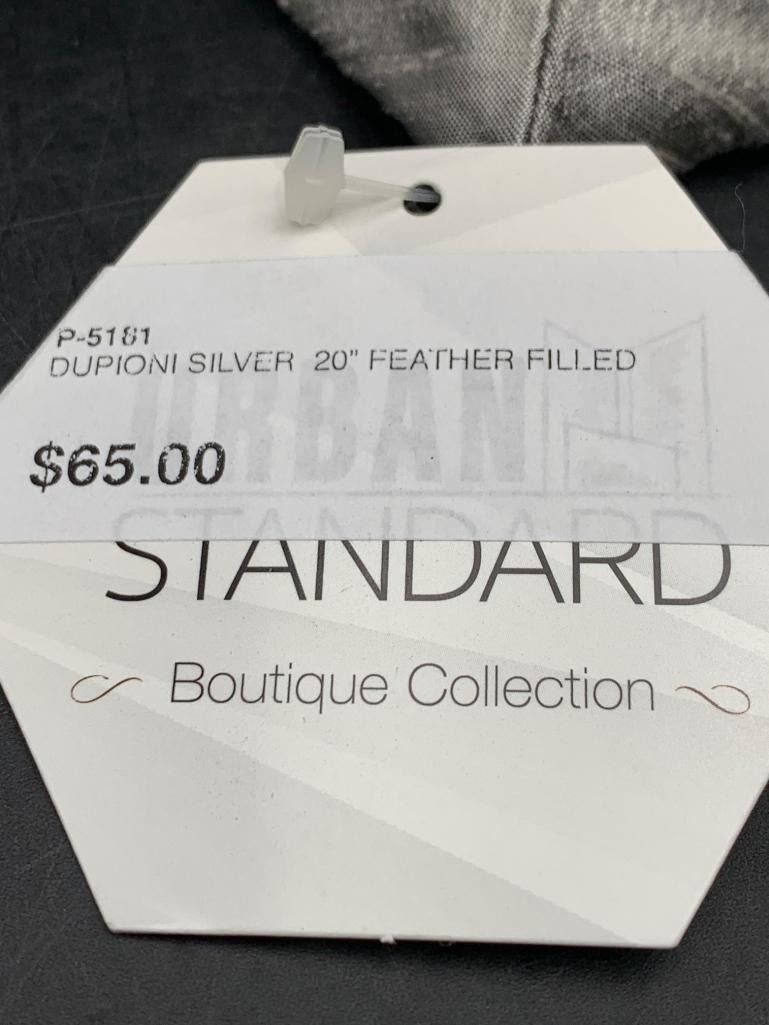 P-5181
DUPIONI SILVER 20" FEATHER FILLED
$65.00
URBAN
STANDARD
Boutique Collection